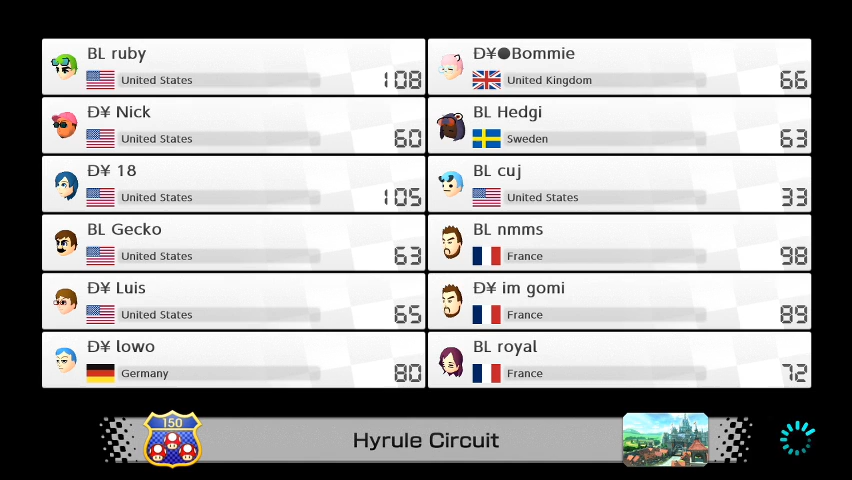 BL ruby
United States
108
Đ¥ Nick
United States
60
Đ¥ 18
United States
105
BL Gecko
United States
63
Đ¥ Luis
United States
65
Đ¥ lowo
Germany
80
Đ¥●Bommie
United Kingdom
66
BL Hedgi
Sweden
63
BL cuj
United States
33
BL nmms
France
98
Đ¥ im gomi
France
89
BL royal
France
72
150
Hyrule Circuit